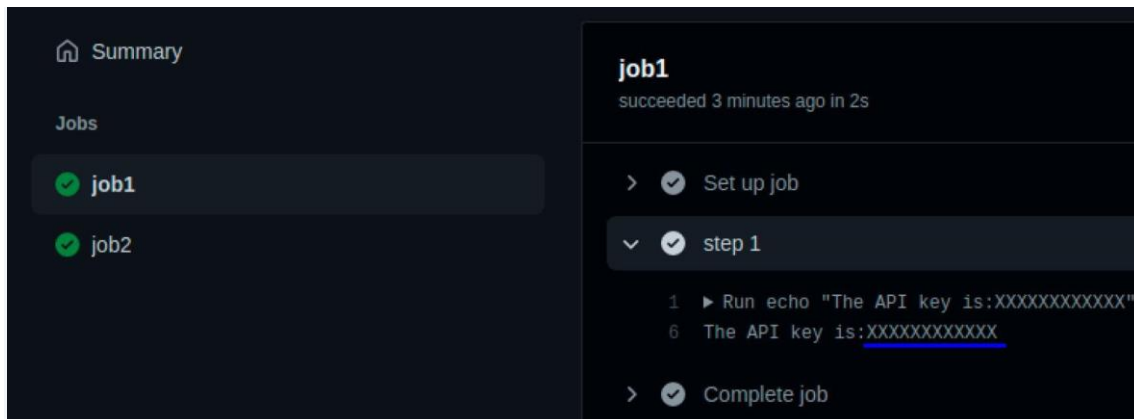 Summary
Jobs
job1
job2
job1
succeeded 3 minutes ago in 2s
Set up job
step 1
1 ▶ Run echo "The API key is:XXXXXXXXXXXX"
6 The API key is:XXXXXXXXXXXX
Complete job